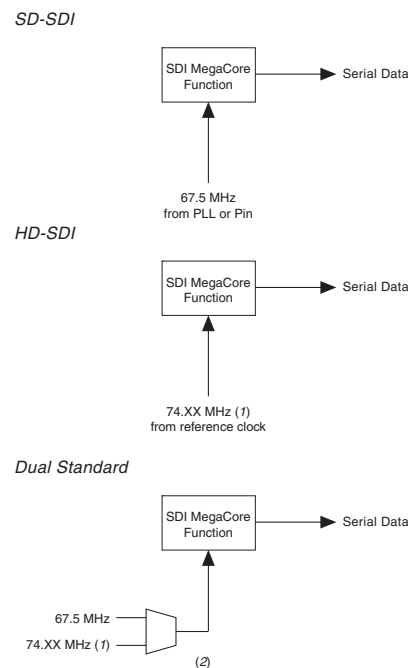 SD-SDI
SDI MegaCore
Function
Serial Data
67.5 MHz
from PLL or Pin
HD-SDI
SDI MegaCore
Function
Serial Data
74.XX MHz (1)
from reference clock
Dual Standard
SDI MegaCore
Function
Serial Data
67.5 MHz
74.XX MHz (1)
(2)